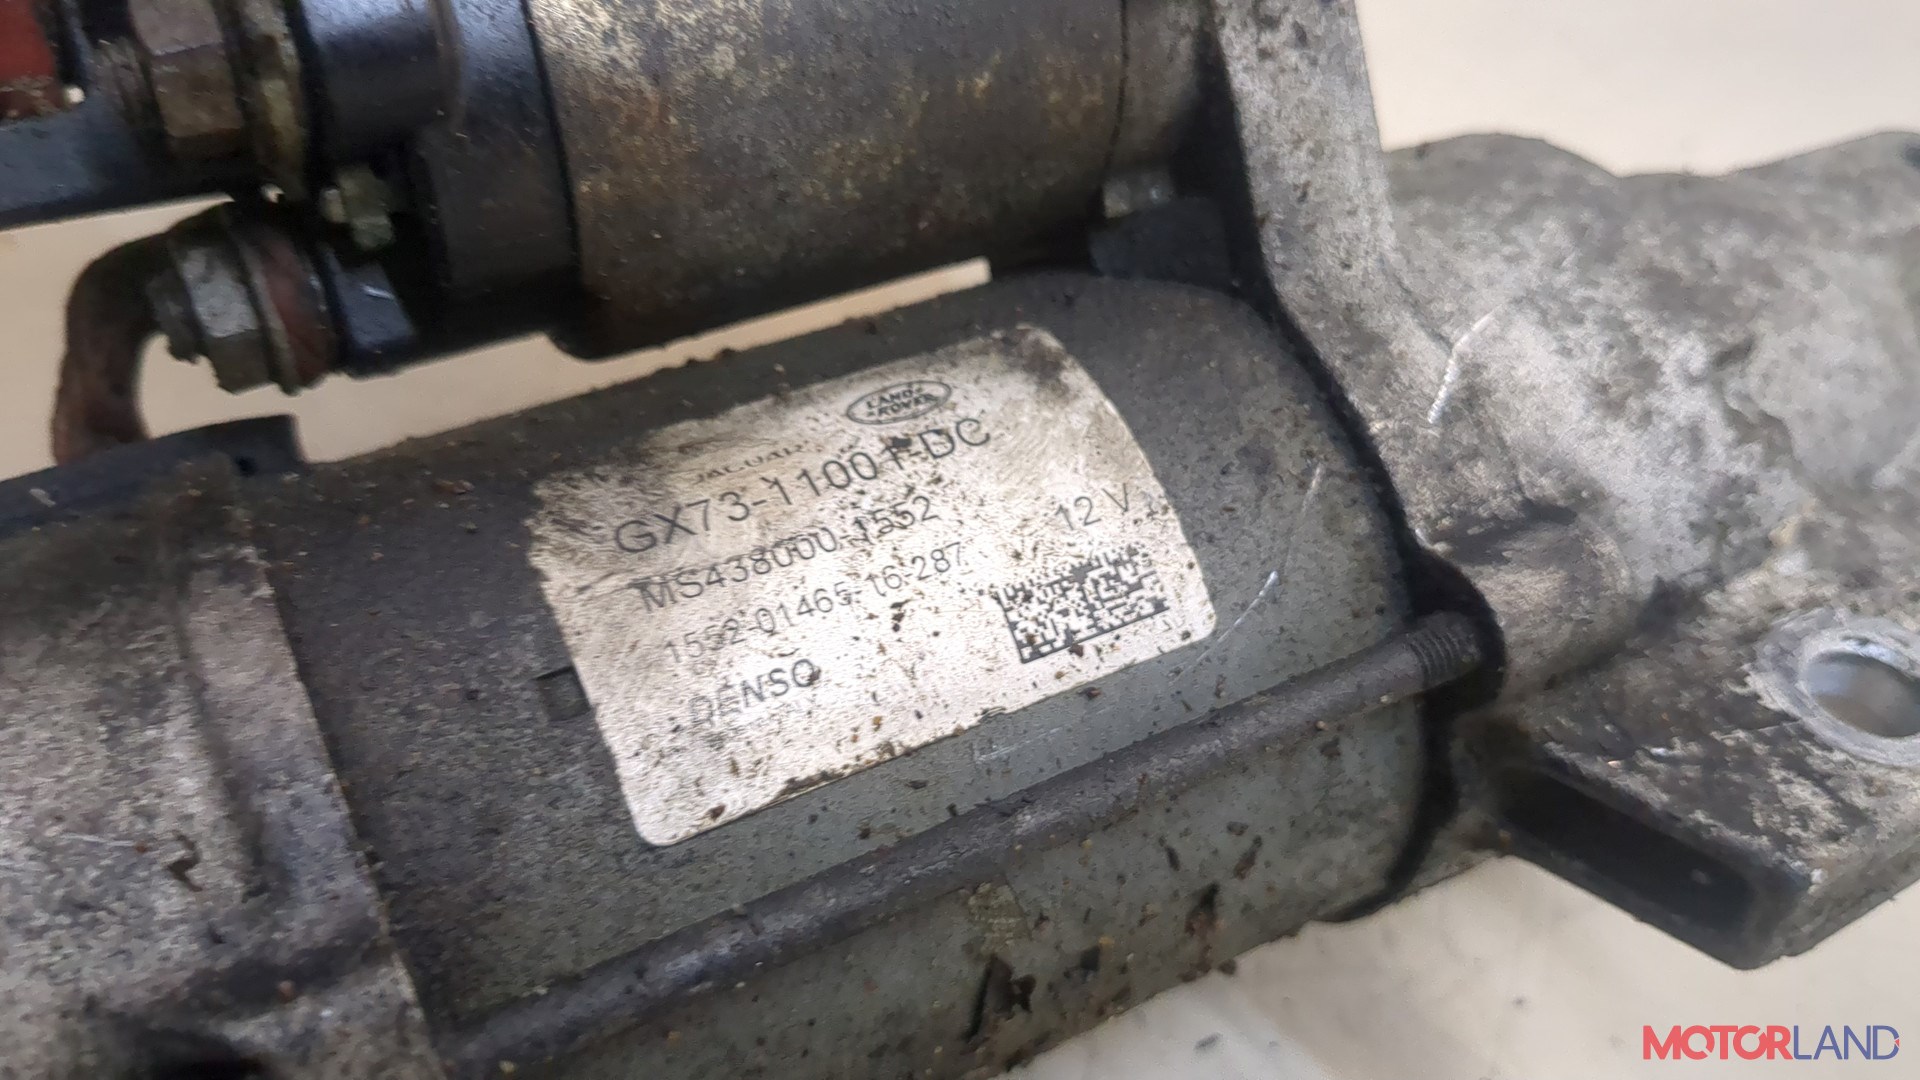 LAND
ROVER
JAGUAR
GX73-11001-DC
MS438000-1552
12 V
1552-01465-16-287
DENSO
MOTORLAND